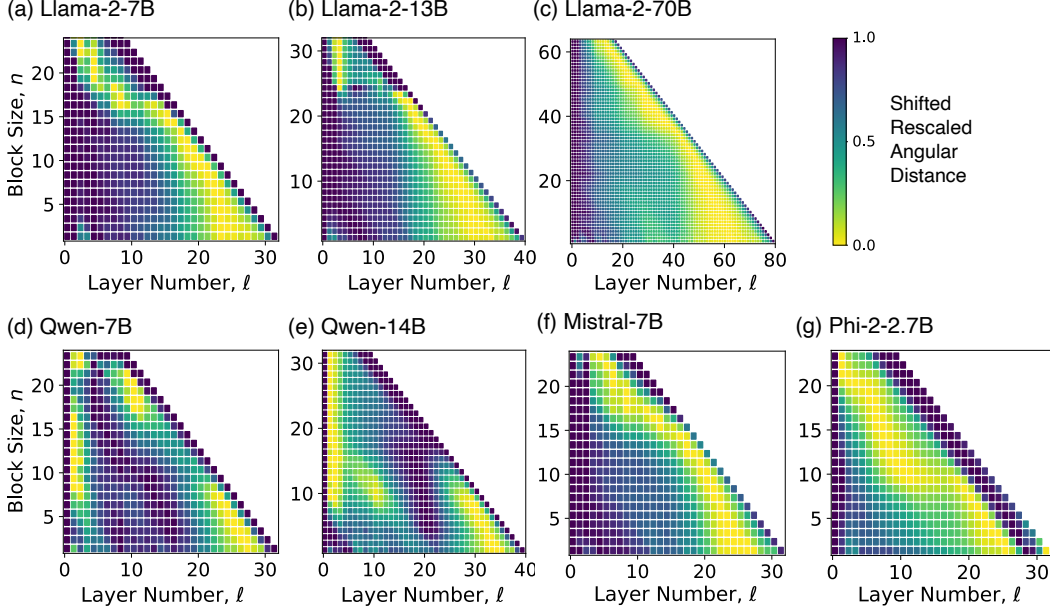 (a) Llama-2-7B
(b) Llama-2-13B
(c) Llama-2-70B
Block Size, n
20
15
10
5
0 10 20 30
Layer Number, ℓ
30
20
10
0 10 20 30 40
Layer Number, ℓ
60
40
20
0 20 40 60 80
Layer Number, ℓ
1.0
0.5
0.0
Shifted
Rescaled
Angular
Distance
(d) Qwen-7B
(e) Qwen-14B
(f) Mistral-7B
(g) Phi-2-2.7B
Block Size, n
20
15
10
5
0 10 20 30
Layer Number, ℓ
30
20
10
0 10 20 30 40
Layer Number, ℓ
20
15
10
5
0 10 20 30
Layer Number, ℓ
20
15
10
5
0 10 20 30
Layer Number, ℓ